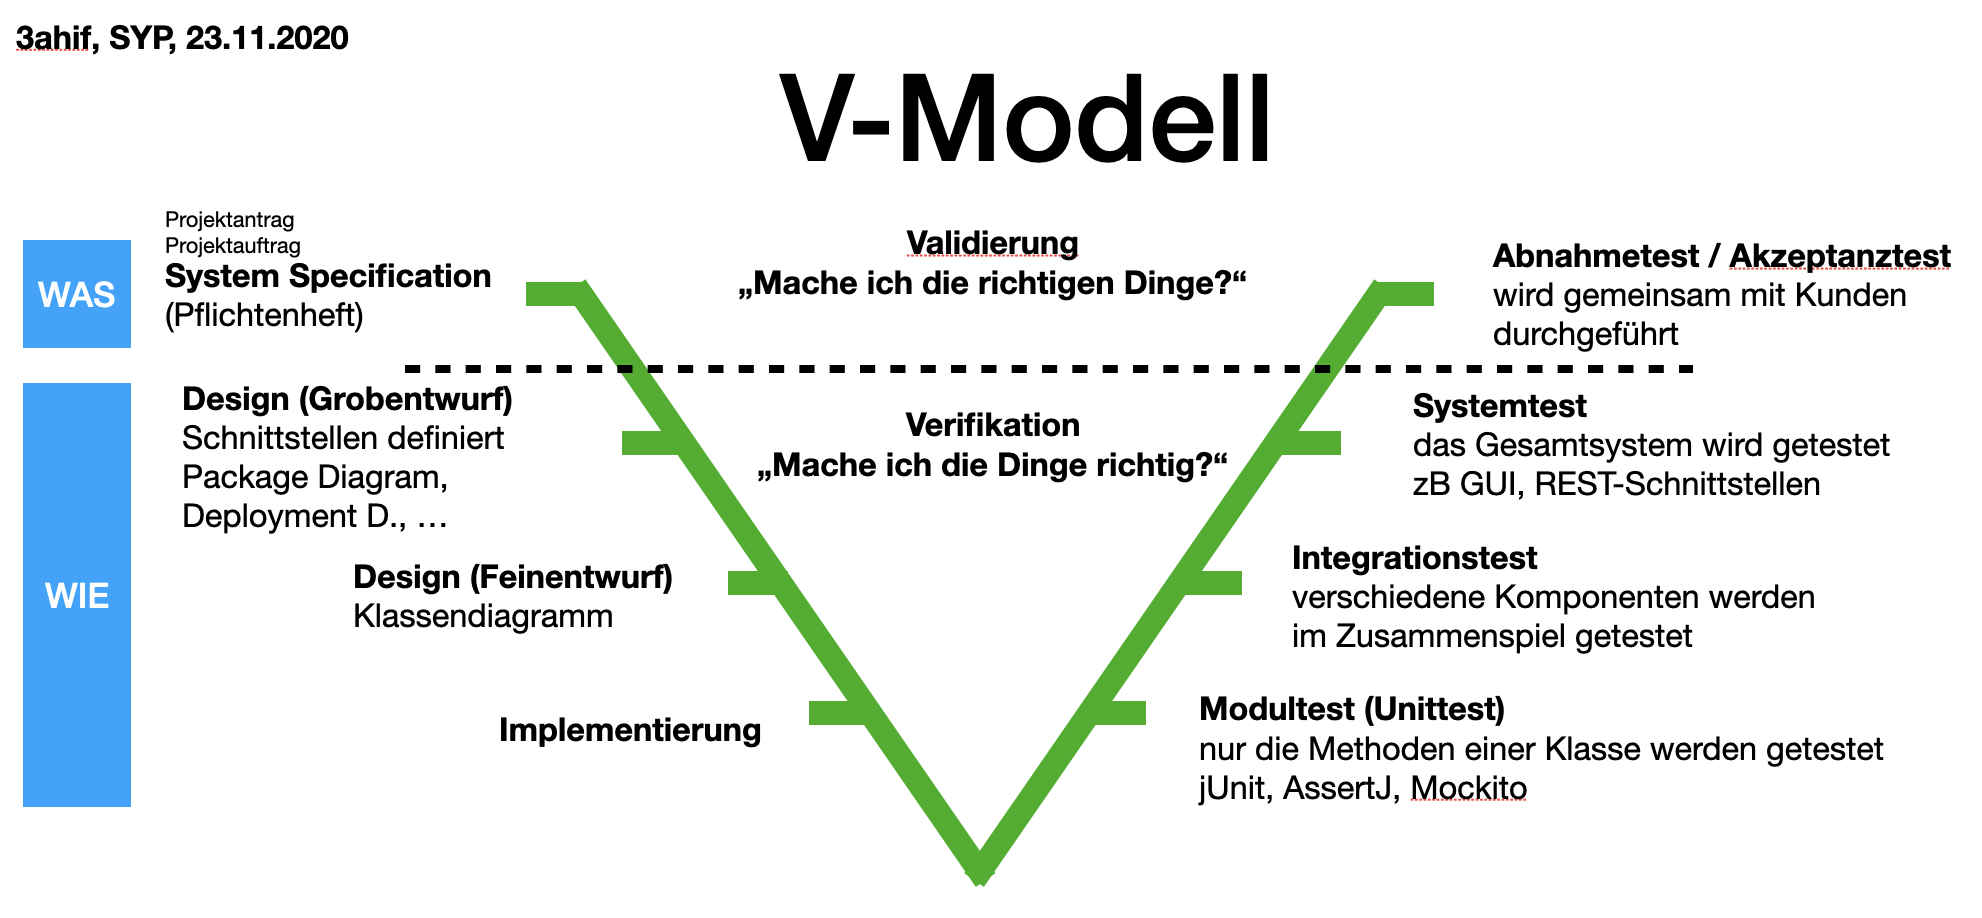 3ahif, SYP, 23.11.2020
V-Modell
WAS
Projektantrag
Projektauftrag
System Specification
(Pflichtenheft)
Validierung
„Mache ich die richtigen Dinge?“
Abnahmetest / Akzeptanztest
wird gemeinsam mit Kunden
durchgeführt
WIE
Design (Grobentwurf)
Schnittstellen definiert
Package Diagram,
Deployment D., …
Verifikation
„Mache ich die Dinge richtig?“
Systemtest
das Gesamtsystem wird getestet
zB GUI, REST-Schnittstellen
Design (Feinentwurf)
Klassendiagramm
Integrationstest
verschiedene Komponenten werden
im Zusammenspiel getestet
Implementierung
Modultest (Unittest)
nur die Methoden einer Klasse werden getestet
jUnit, AssertJ, Mockito